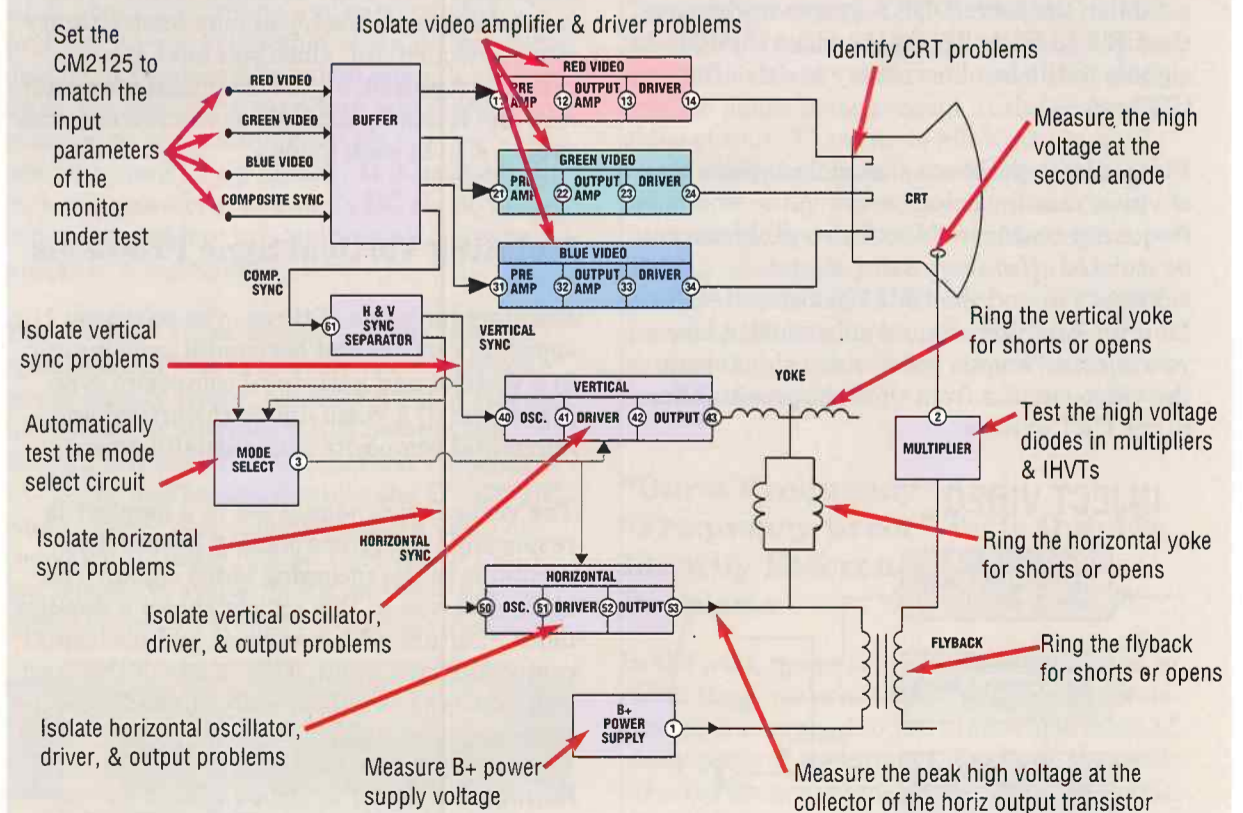 Set the
CM2125 to
match the
input
parameters
of the
monitor
under test
Isolate video amplifier & driver problems
Identify CRT problems
Measure the high
voltage at the
second anode
RED VIDEO
GREEN VIDEO
BLUE VIDEO
COMPOSITE SYNC
BUFFER
RED VIDEO
11 PRE AMP 12 OUTPUT AMP 13 DRIVER 14
GREEN VIDEO
21 PRE AMP 22 OUTPUT AMP 23 DRIVER 24
BLUE VIDEO
31 PRE AMP 32 OUTPUT AMP 33 DRIVER 34
CRT
COMP.
SYNC
61
H & V
SYNC
SEPARATOR
VERTICAL
SYNC
Isolate vertical
sync problems
Ring the vertical yoke
for shorts or opens
YOKE
VERTICAL
40 OSC. 41 DRIVER 42 OUTPUT 43
Automatically
test the mode
select circuit
MODE
SELECT
3
2
MULTIPLIER
Test the high voltage
diodes in multipliers
& IHVTs
Isolate horizontal
sync problems
HORIZONTAL
SYNC
Ring the horizontal yoke
for shorts or opens
HORIZONTAL
50 OSC. 51 DRIVER 52 OUTPUT 53
Isolate vertical oscillator,
driver, & output problems
FLYBACK
Ring the flyback
for shorts or opens
B+
POWER
SUPPLY
1
Isolate horizontal oscillator,
driver, & output problems
Measure B+ power
supply voltage
Measure the peak high voltage at the
collector of the horiz output transistor